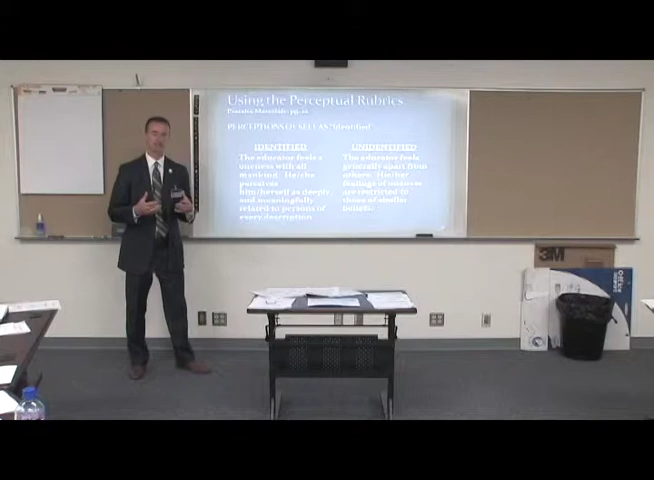 Using the Perceptual Rubrics
PERCEPTIONS OF SELF AS "Identified"
IDENTIFIED
The educator feels a
oneness with all
mankind. He/she
perceives
him/herself as deeply
and meaningfully
related to persons of
every description
UNIDENTIFIED
The educator feels
generally apart from
others. His/her
feelings of oneness
are restricted to
those of similar
beliefs.
3M
Office